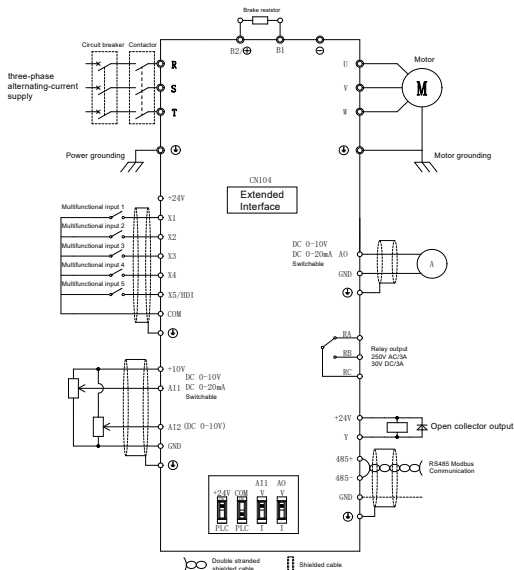 Brake resistor
B2/⊕ B1 ⊖
Circuit breaker Contactor
three-phase
alternating-current
supply
R
S
T
U
V
W
Motor
M
Power grounding
Motor grounding
CN104
Extended
Interface
+24V
Multifunctional input 1
X1
Multifunctional input 2
X2
Multifunctional input 3
X3
Multifunctional input 4
X4
Multifunctional input 5
X5/HDI
COM
DC 0-10V
DC 0-20mA AO
Switchable
GND
A
RA
RB
RC
Relay output
250V AC/3A
30V DC/3A
+10V
DC 0-10V
AI1 DC 0-20mA
Switchable
AI2 (DC 0-10V)
GND
+24V
Y
Open collector output
485+
485-
GND
RS485 Modbus
Communication
AI1 AO
+24V COM V V
PLC PLC I I
Double stranded
shielded cable
Shielded cable